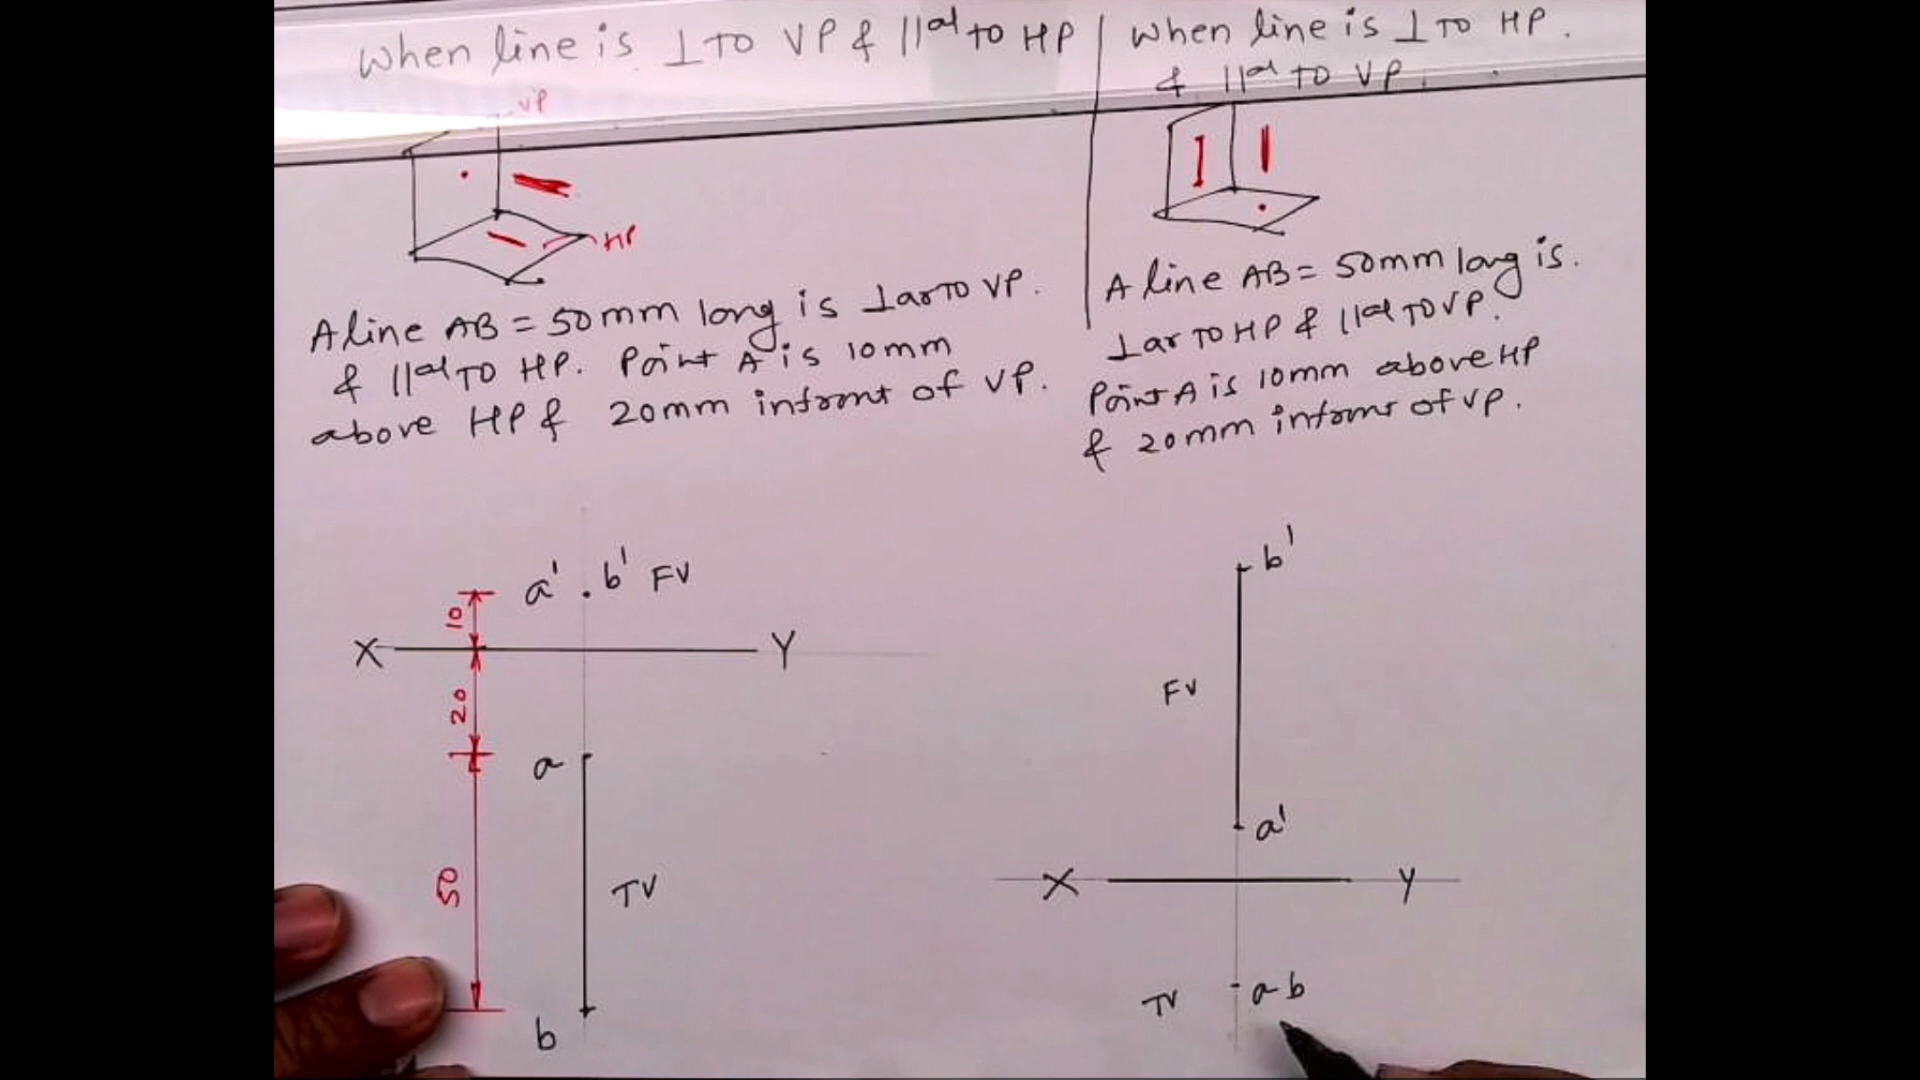 When line is ⊥ TO VP & ||al to HP
VP
HP
A line AB = 50mm long is ⊥ar TO VP.
& ||al TO HP. Point A is 10mm
above HP & 20mm infront of VP.
a' b' FV
10
X Y
20
a
50
TV
b
When line is ⊥ TO HP.
& ||al TO VP.
A line AB = 50mm long is.
⊥ar TO HP & ||al TO VP.
Point A is 10mm above HP
& 20mm infront of VP.
b'
FV
a'
X Y
TV ab